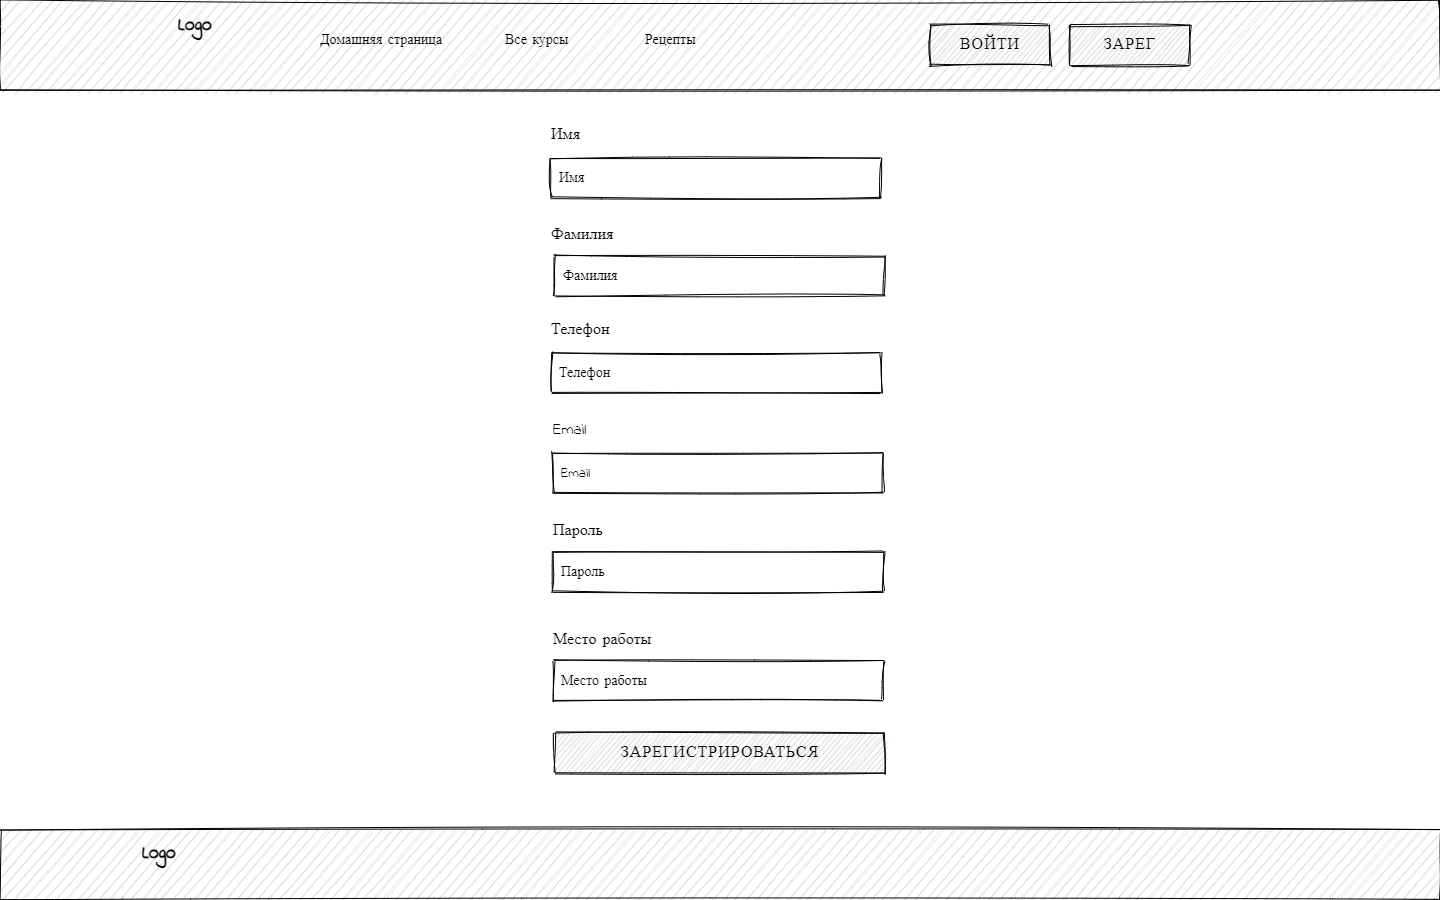 Logo
Домашняя страница
Все курсы
Рецепты
ВОЙТИ
ЗАРЕГ
Имя
Имя
Фамилия
Фамилия
Телефон
Телефон
Email
Email
Пароль
Пароль
Место работы
Место работы
ЗАРЕГИСТРИРОВАТЬСЯ
Logo